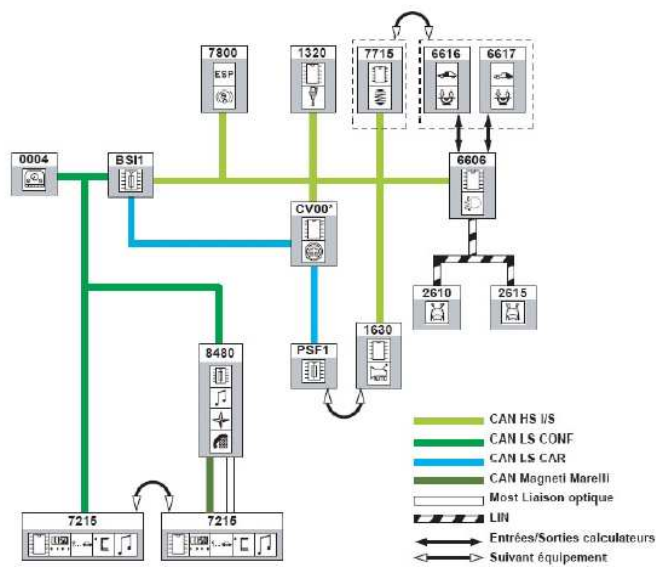 7800
1320
7715
6616
6617
ESP
0004
BSI1
6606
CV00*
2610
2615
8480
PSF1
1630
AUTO
CAN HS I/S
CAN LS CONF
CAN LS CAR
CAN Magneti Marelli
Most Liaison optique
LIN
Entrées/Sorties calculateurs
Suivant équipement
7215
7215